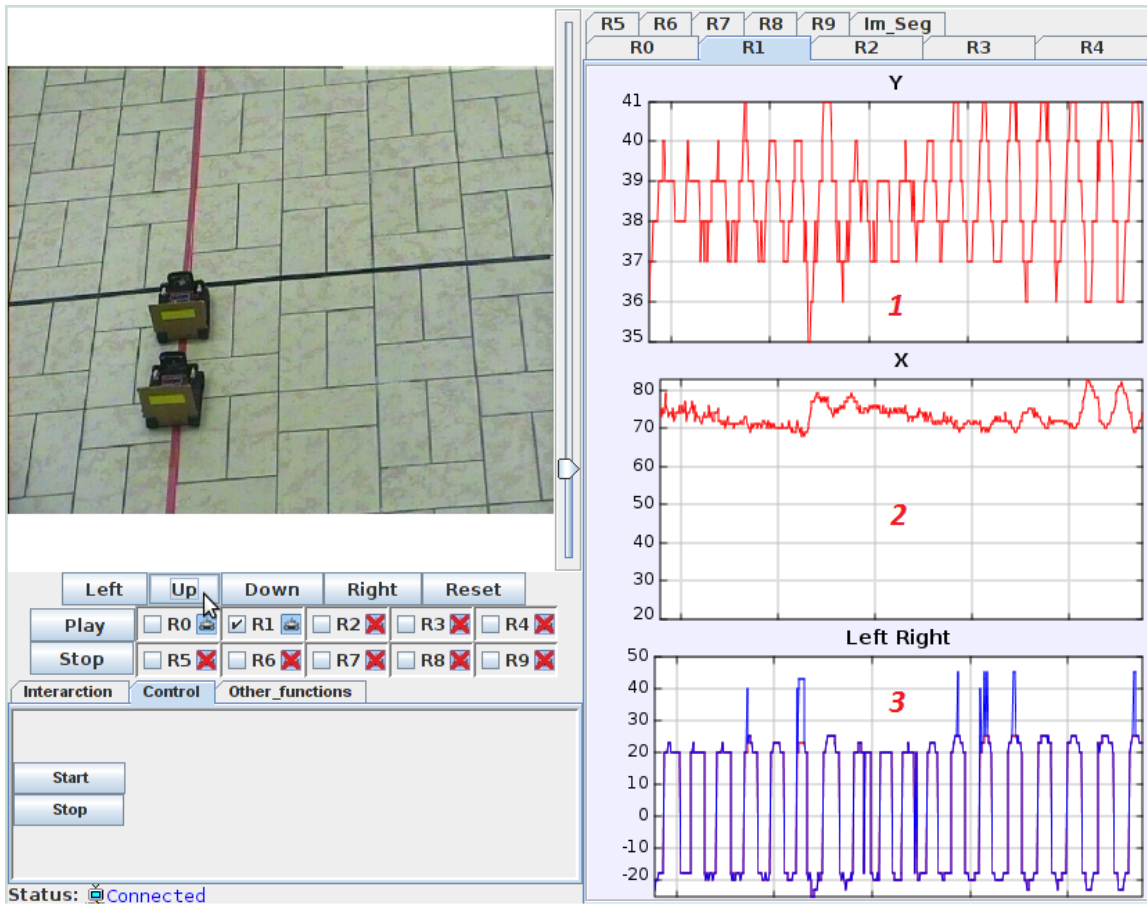 R5 R6 R7 R8 R9 Im_Seg
R0 R1 R2 R3 R4
Y
41
40
39
38
37
36
35
1
X
80
70
60
50
40
30
20
2
Left Right
50
40
30
20
10
0
-10
-20
3
Left Up Down Right Reset
Play R0 R1 R2 R3 R4
Stop R5 R6 R7 R8 R9
Interarction Control Other_functions
Start
Stop
Status: Connected